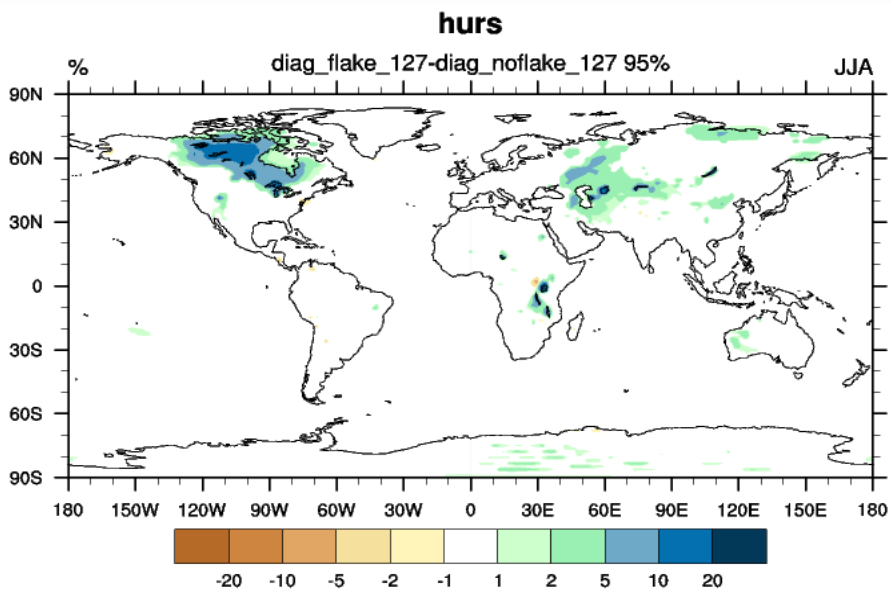 hurs
% diag_flake_127-diag_noflake_127 95% JJA
90N
60N
30N
0
30S
60S
90S
180 150W 120W 90W 60W 30W 0 30E 60E 90E 120E 150E 180
-20 -10 -5 -2 -1 1 2 5 10 20